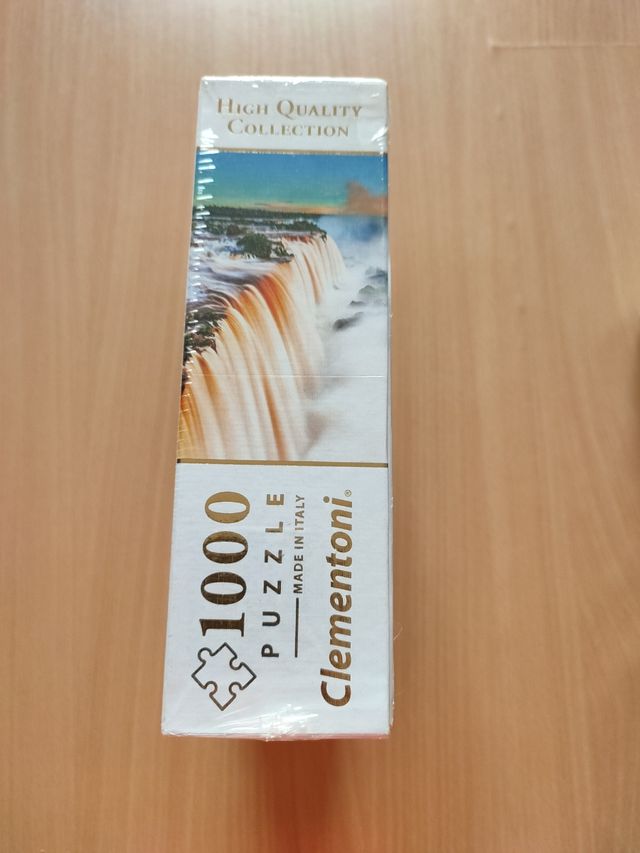 HIGH QUALITY
COLLECTION
1000
PUZZLE
MADE IN ITALY
Clementoni®